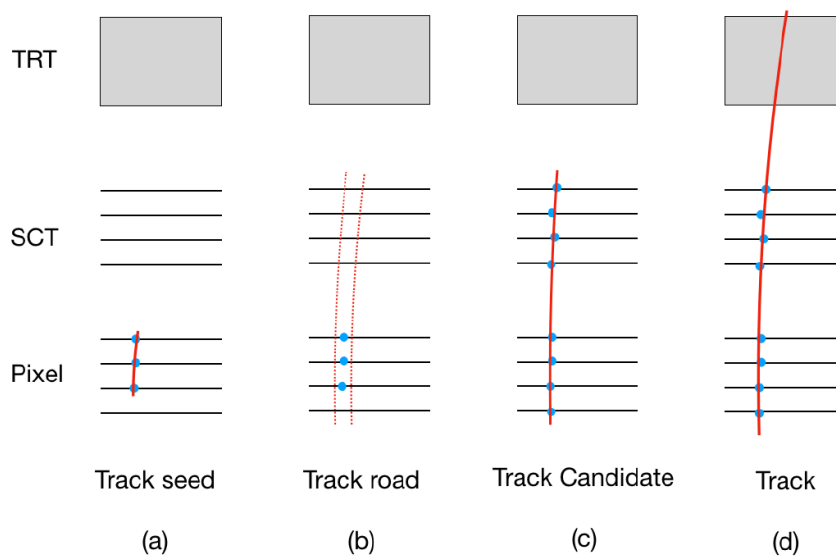 TRT
SCT
Pixel
Track seed
Track road
Track Candidate
Track
(a)
(b)
(c)
(d)